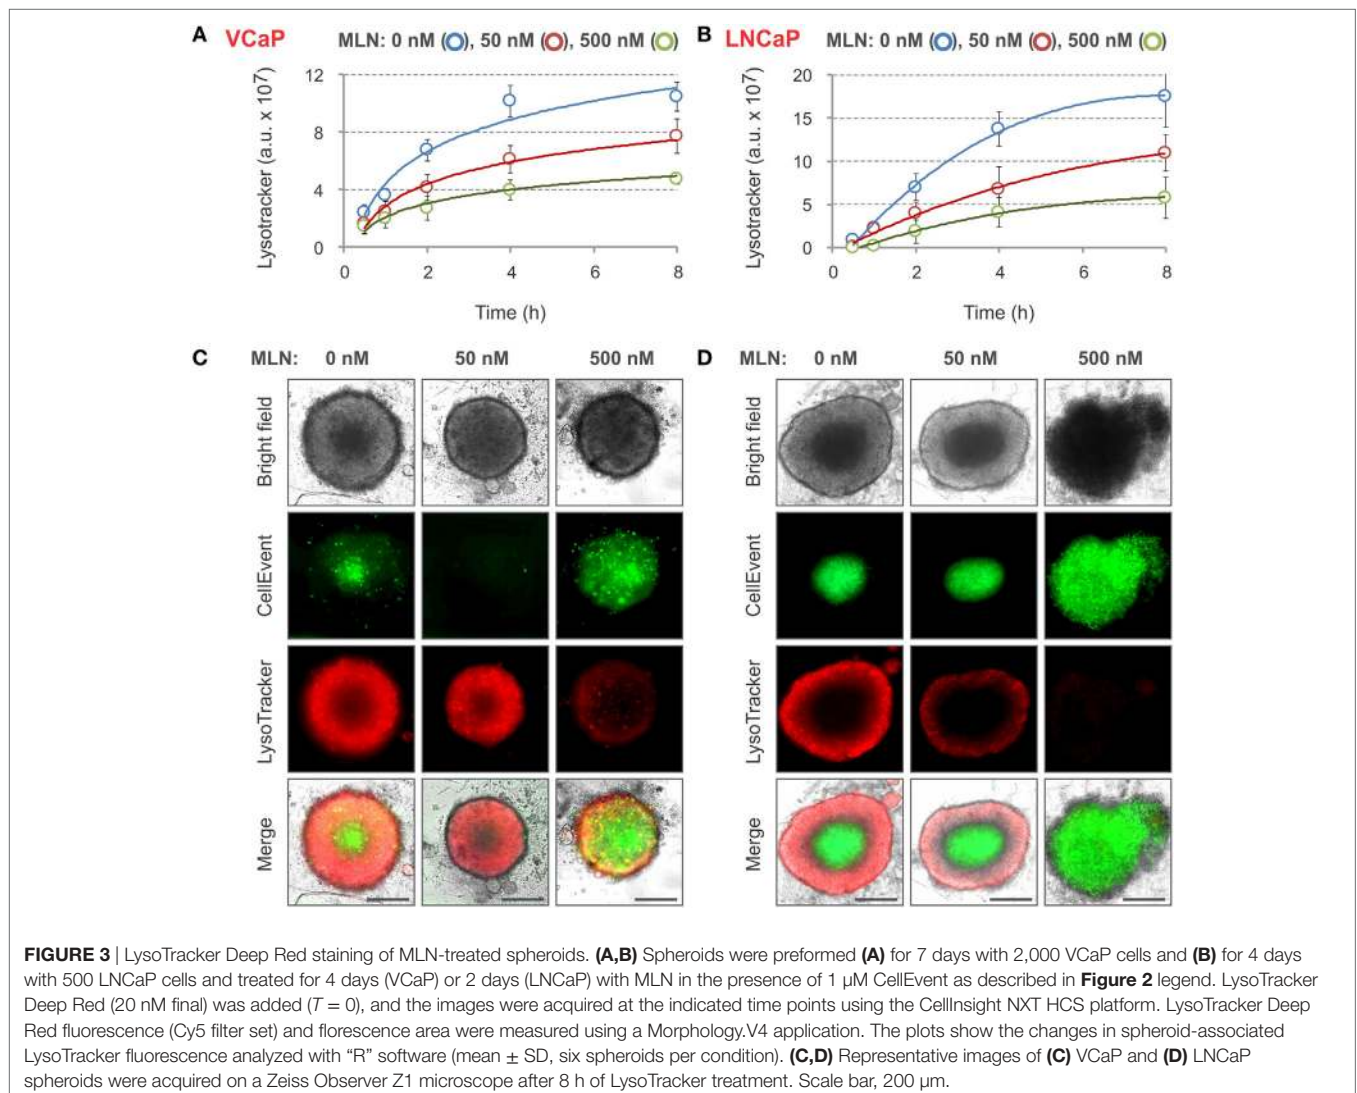 A VCaP MLN: 0 nM (), 50 nM (), 500 nM ()
Lysotracker (a.u. x 10⁷)
12
8
4
0
0 2 4 6 8
Time (h)
B LNCaP MLN: 0 nM (), 50 nM (), 500 nM ()
Lysotracker (a.u. x 10⁷)
20
15
10
5
0
0 2 4 6 8
Time (h)
C MLN: 0 nM 50 nM 500 nM
Bright field
CellEvent
LysoTracker
Merge
D MLN: 0 nM 50 nM 500 nM
Bright field
CellEvent
LysoTracker
Merge
FIGURE 3 | LysoTracker Deep Red staining of MLN-treated spheroids. (A,B) Spheroids were preformed (A) for 7 days with 2,000 VCaP cells and (B) for 4 days
with 500 LNCaP cells and treated for 4 days (VCaP) or 2 days (LNCaP) with MLN in the presence of 1 µM CellEvent as described in Figure 2 legend. LysoTracker
Deep Red (20 nM final) was added (T = 0), and the images were acquired at the indicated time points using the CellInsight NXT HCS platform. LysoTracker Deep
Red fluorescence (Cy5 filter set) and florescence area were measured using a Morphology.V4 application. The plots show the changes in spheroid-associated
LysoTracker fluorescence analyzed with “R” software (mean ± SD, six spheroids per condition). (C,D) Representative images of (C) VCaP and (D) LNCaP
spheroids were acquired on a Zeiss Observer Z1 microscope after 8 h of LysoTracker treatment. Scale bar, 200 µm.